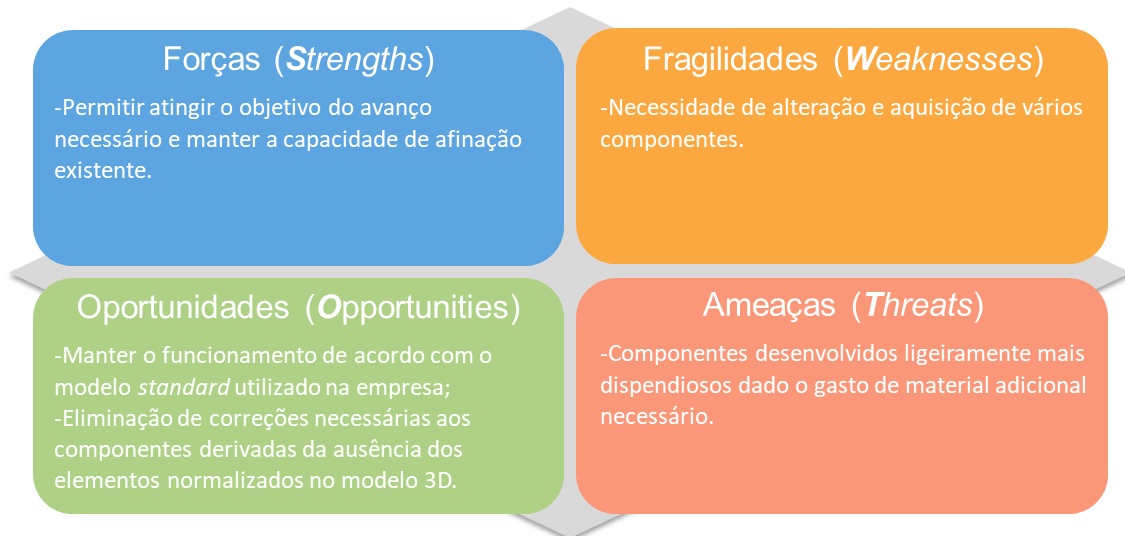 Forças (Strengths)
-Permitir atingir o objetivo do avanço
necessário e manter a capacidade de afinação
existente.
Fragilidades (Weaknesses)
-Necessidade de alteração e aquisição de vários
componentes.
Oportunidades (Opportunities)
-Manter o funcionamento de acordo com o
modelo standard utilizado na empresa;
-Eliminação de correções necessárias aos
componentes derivadas da ausência dos
elementos normalizados no modelo 3D.
Ameaças (Threats)
-Componentes desenvolvidos ligeiramente mais
dispendiosos dado o gasto de material adicional
necessário.